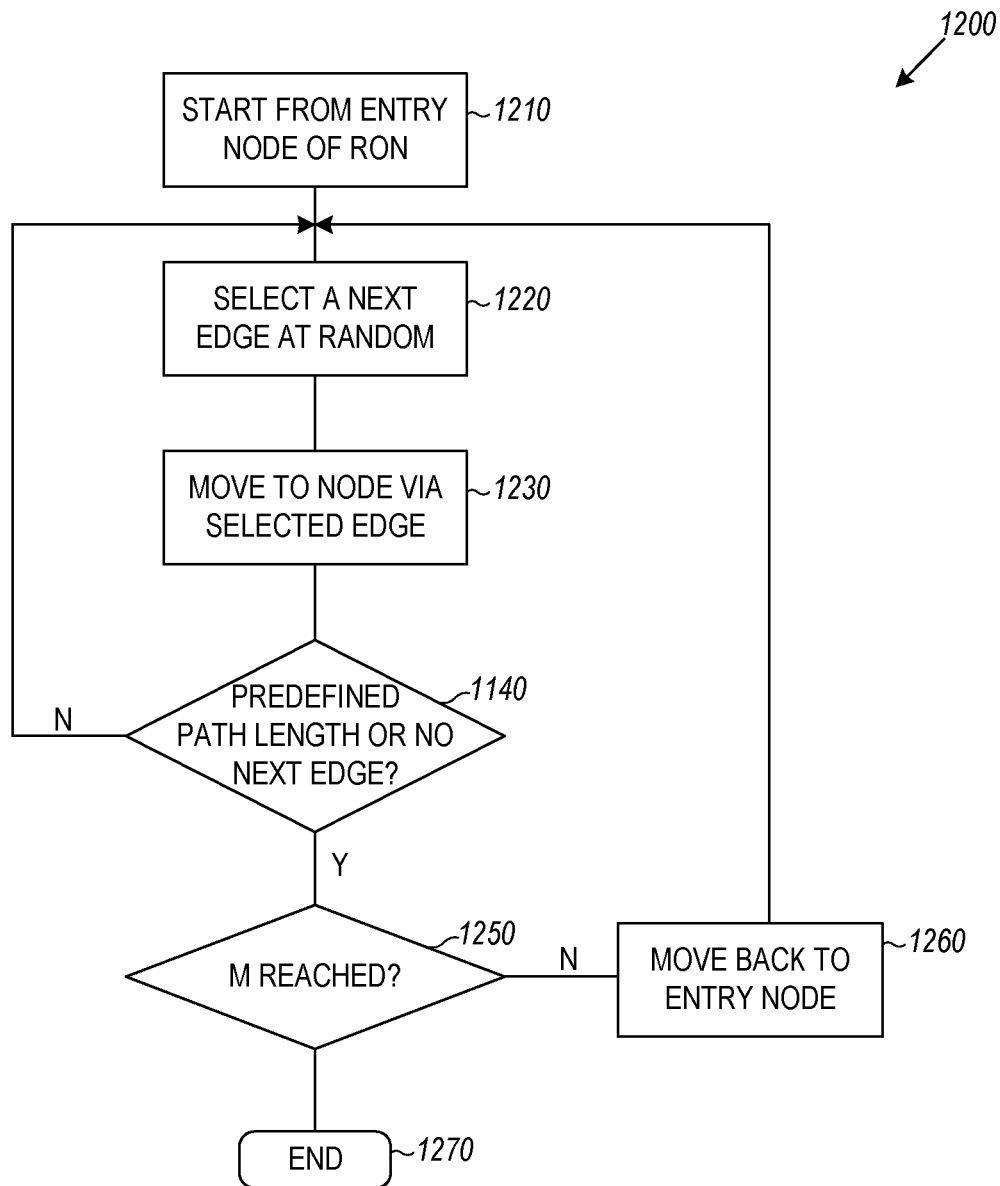 1200
START FROM ENTRY
NODE OF RON
1210
SELECT A NEXT
EDGE AT RANDOM
1220
MOVE TO NODE VIA
SELECTED EDGE
1230
PREDEFINED
PATH LENGTH OR NO
NEXT EDGE?
1140
N
Y
M REACHED?
1250
N
MOVE BACK TO
ENTRY NODE
1260
END
1270